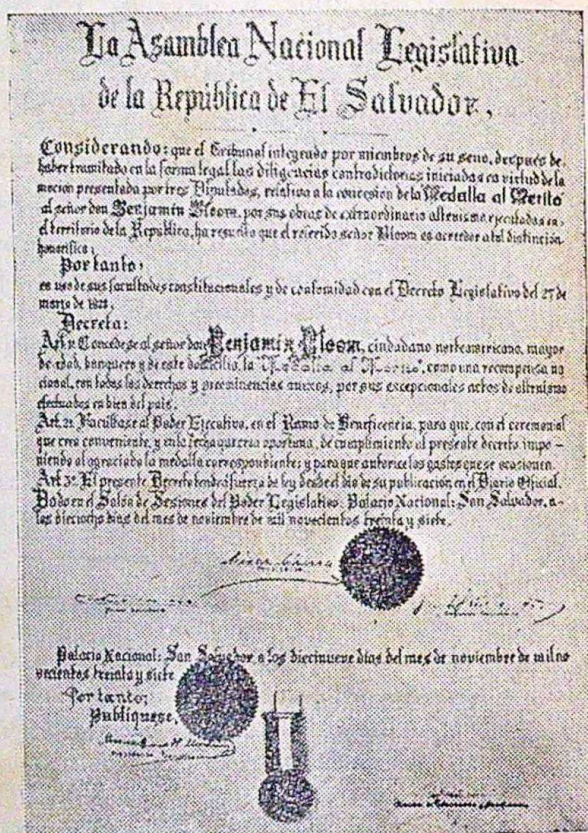 La Asamblea Nacional Legislativa
de la República de El Salvador,
Considerando: que el Tribunal integrado por miembros de su seno, después de
haber tramitado en la forma legal las diligencias contradictorias iniciadas en virtud de la
moción presentada por tres Diputados, relativa a la concesión de la Medalla al Mérito
al señor don Benjamin Bloom, por sus obras de extraordinario altruismo, ejecutadas en
el territorio de la República, ha resuelto que el referido señor Bloom es acreedor a tal distinción
honorífica;
Por tanto,
en uso de sus facultades constitucionales y de conformidad con el Decreto Legislativo del 27 de
marzo de
Decreta:
Art. 1º Concédese al señor don Benjamin Bloom, ciudadano norteamericano, mayor
de edad, banquero y de este domicilio, la "Medalla al Mérito", como una recompensa na
cional, con todos los derechos y preeminencias anexos, por sus excepcionales actos de altruismo
efectuados en bien del país.
Art. 2º Facúltase al Poder Ejecutivo, en el Ramo de Beneficencia, para que, con el ceremonial
que crea conveniente, y en la fecha que crea oportuna, de cumplimiento al presente decreto impo-
niendo al agraciado la medalla correspondiente; y para que autorice los gastos que se ocasionen.
Art. 3º El presente Decreto tendrá fuerza de ley desde el día de su publicación en el Diario Oficial.
Dado en el Salón de Sesiones del Poder Legislativo: Palacio Nacional: San Salvador, a
los dieciocho días del mes de noviembre de mil novecientos treinta y siete.
Palacio Nacional: San Salvador, a los diecinueve días del mes de noviembre de mil no
vecientos treinta y siete
Por tanto;
Publíquese,